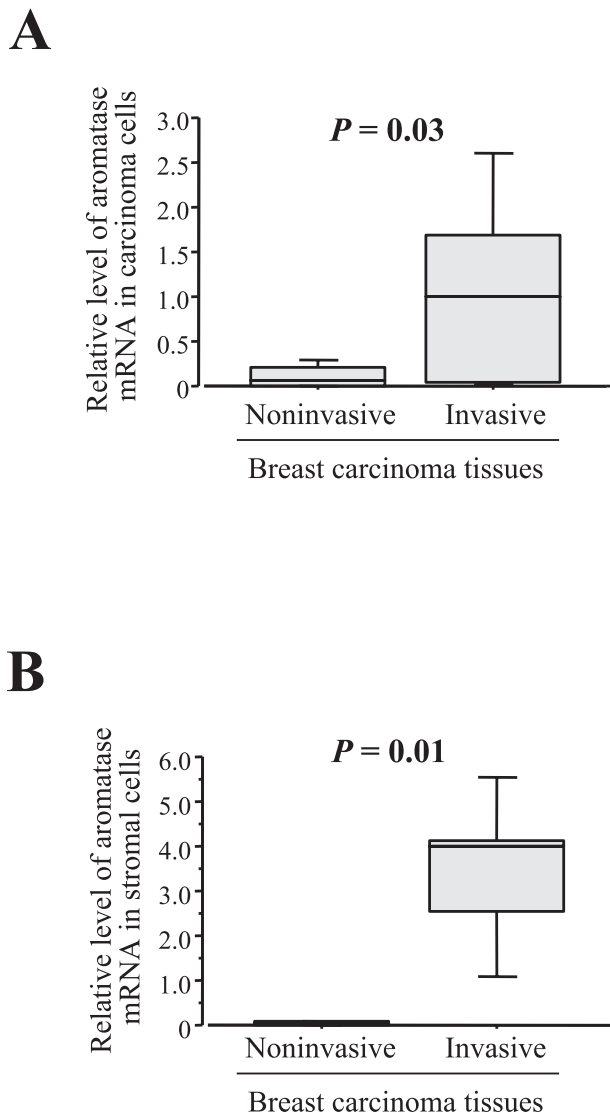 A
Relative level of aromatase
mRNA in carcinoma cells
3.0
2.5
2.0
1.5
1.0
0.5
0
P = 0.03
Noninvasive
Invasive
Breast carcinoma tissues
B
Relative level of aromatase
mRNA in stromal cells
6.0
5.0
4.0
3.0
2.0
1.0
0
P = 0.01
Noninvasive
Invasive
Breast carcinoma tissues